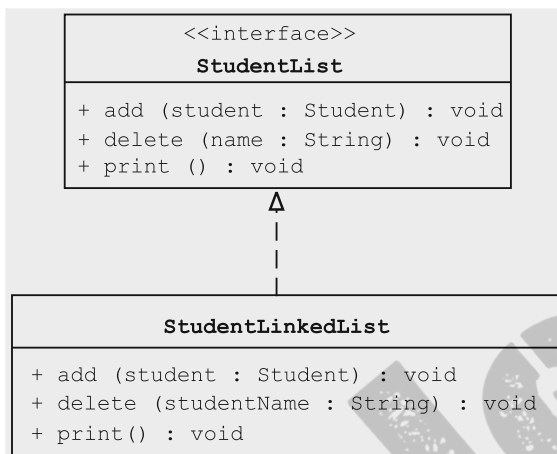 <<interface>>
StudentList
+ add (student : Student) : void
+ delete (name : String) : void
+ print () : void
StudentLinkedList
+ add (student : Student) : void
+ delete (studentName : String) : void
+ print() : void